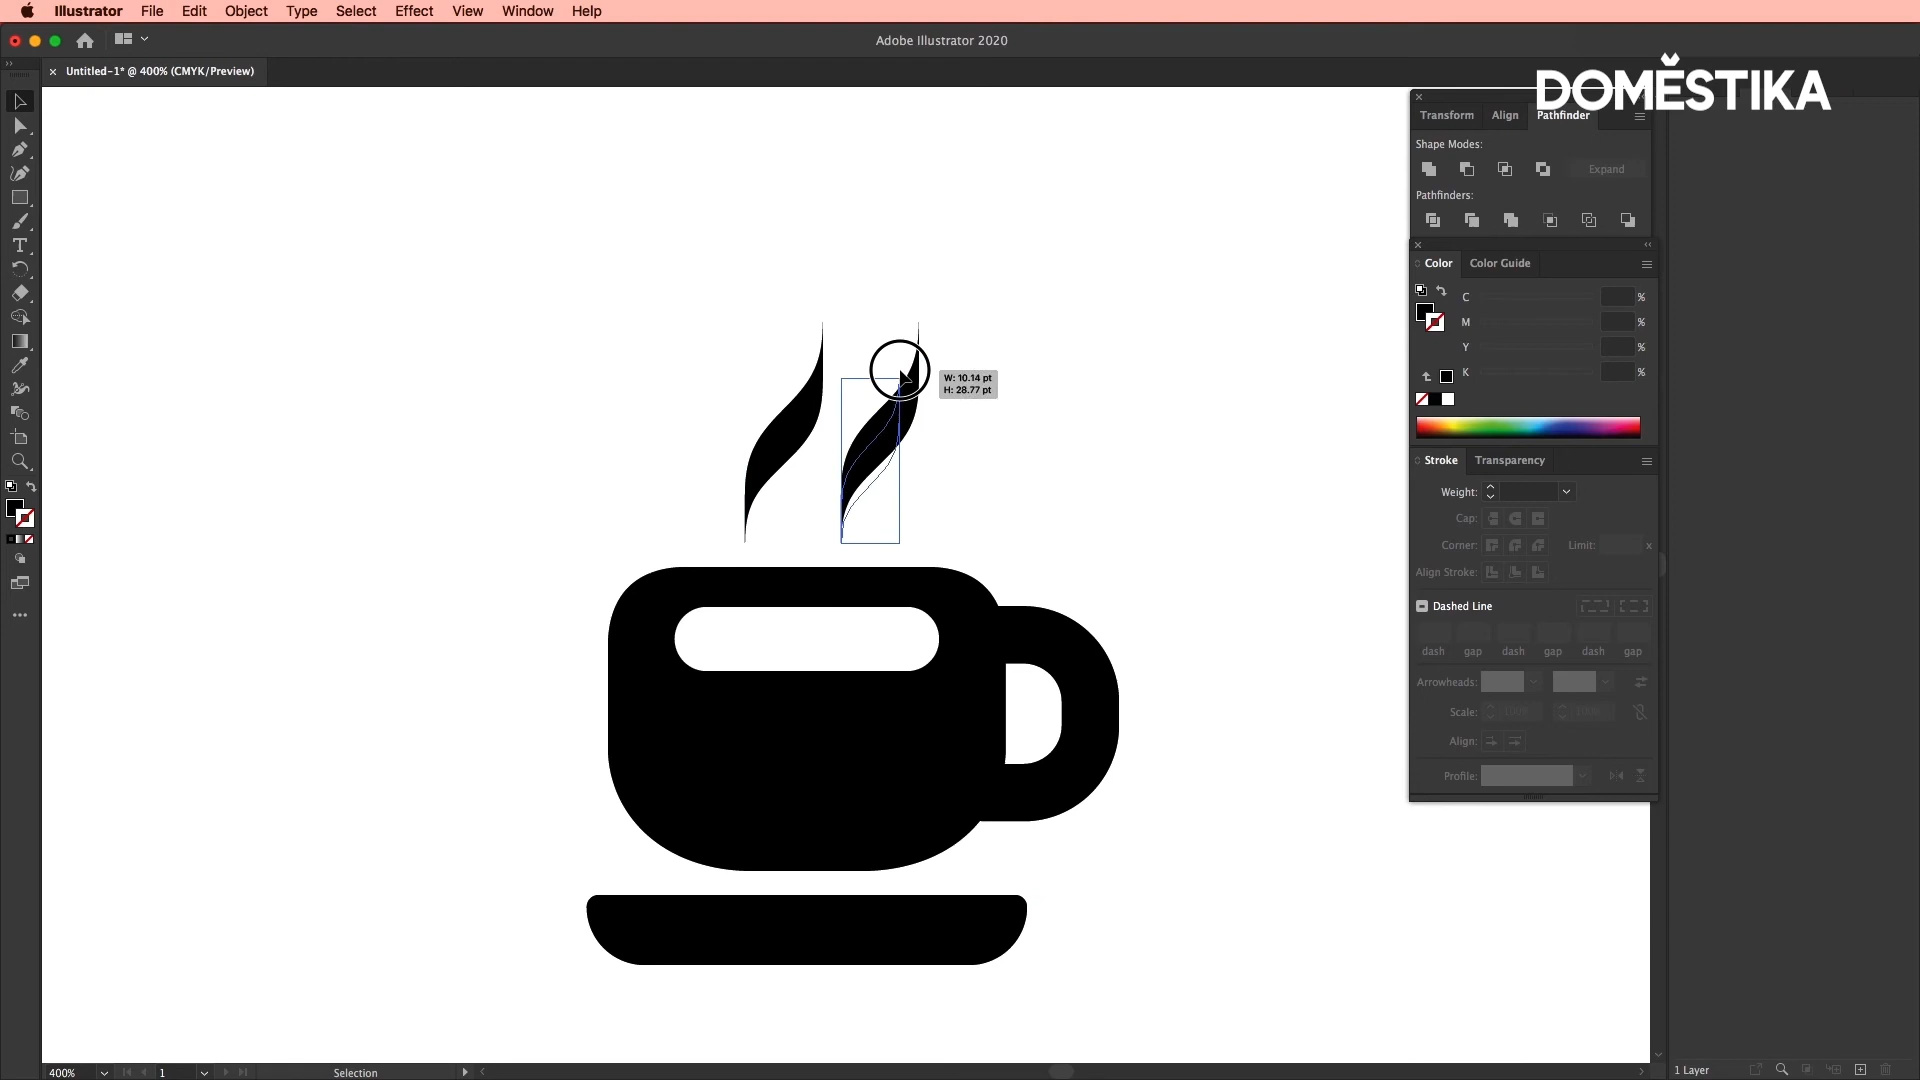 Illustrator File Edit Object Type Select Effect View Window Help
Adobe Illustrator 2020
× Untitled-1* @ 400% (CMYK/Preview)
DOMĚSTIKA
Transform Align Pathfinder
Shape Modes:
Expand
Pathfinders:
Color Color Guide
C %
M %
Y %
K %
W: 10.14 pt
H: 28.77 pt
Stroke Transparency
Weight:
Cap:
Corner: Limit: x
Align Stroke:
Dashed Line
dash gap dash gap dash gap
Arrowheads:
Scale:
Align:
Profile:
400% 1 Selection
1 Layer